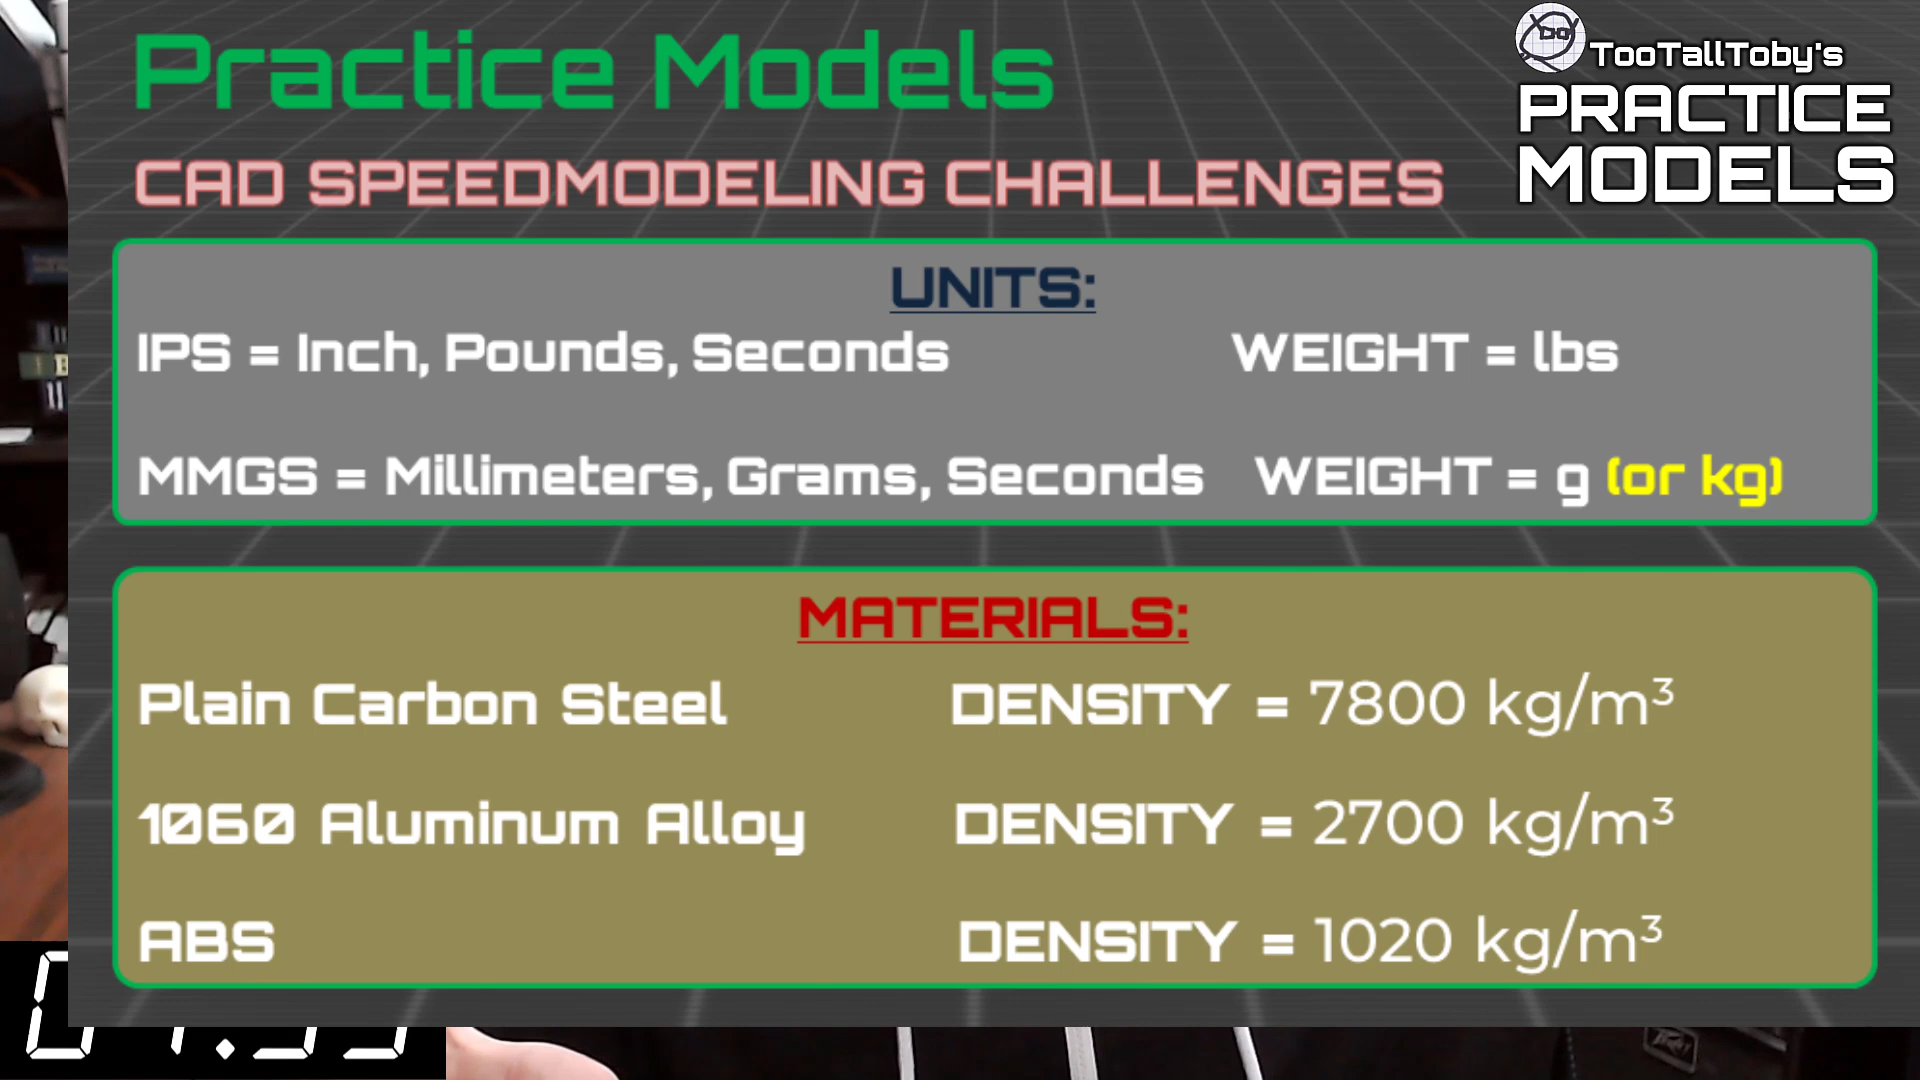 Practice Models
TooTallToby's
PRACTICE
MODELS
CAD SPEEDMODELING CHALLENGES
UNITS:
IPS = Inch, Pounds, Seconds WEIGHT = lbs
MMGS = Millimeters, Grams, Seconds WEIGHT = g (or kg)
MATERIALS:
Plain Carbon Steel DENSITY = 7800 kg/m³
1060 Aluminum Alloy DENSITY = 2700 kg/m³
ABS DENSITY = 1020 kg/m³